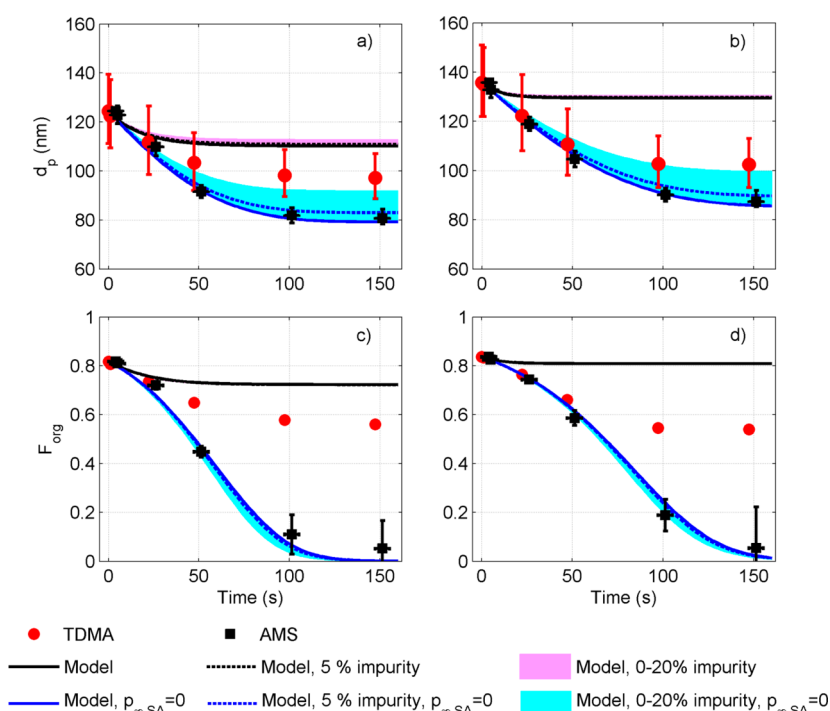 160
140
120
100
80
60
d_p (nm)
a)
0 50 100 150
160
140
120
100
80
60
b)
0 50 100 150
1
0.8
0.6
0.4
0.2
0
F_org
c)
0 50 100 150
Time (s)
1
0.8
0.6
0.4
0.2
0
d)
0 50 100 150
Time (s)
TDMA
AMS
Model
Model, 5 % impurity
Model, 0-20% impurity
Model, p_∞,SA=0
Model, 5 % impurity, p_∞,SA=0
Model, 0-20% impurity, p_∞,SA=0